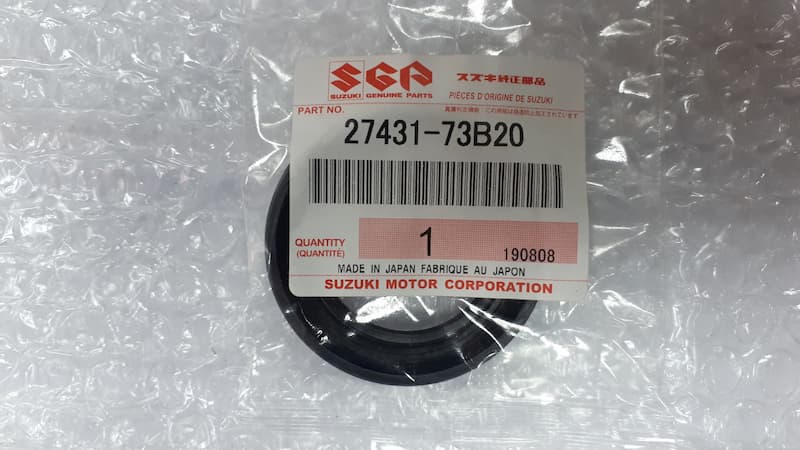 SGP スズキ純正部品
SUZUKI GENUINE PARTS PIÈCES D'ORIGINE DE SUZUKI
PART NO.
27431-73B20
QUANTITY 1 190808
(QUANTITÉ)
MADE IN JAPAN FABRIQUE AU JAPON
SUZUKI MOTOR CORPORATION